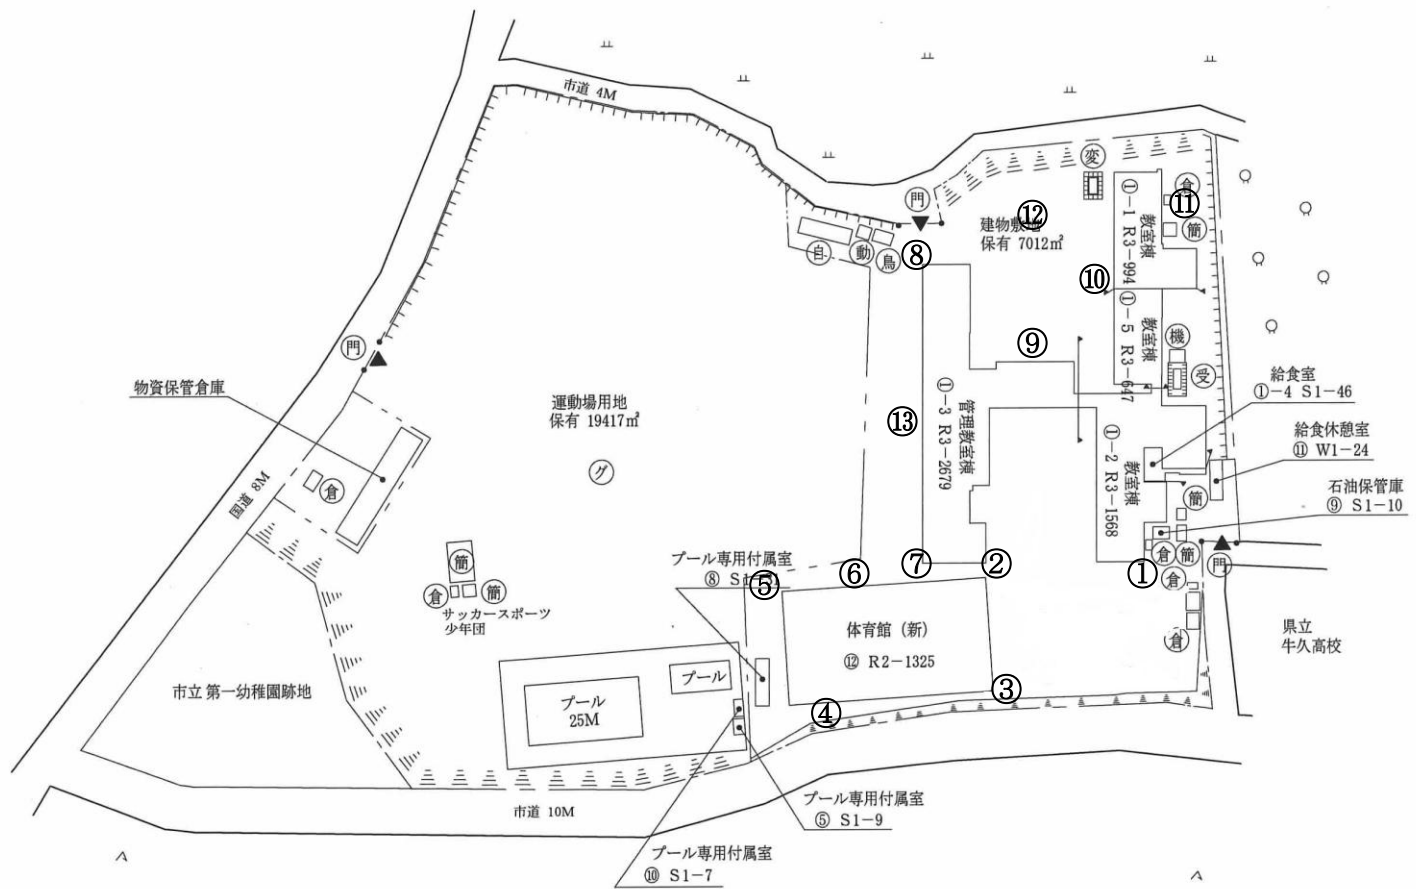 市道 4M
門
変
倉
⑪
簡
①-1 R3-994
教室棟
⑫
建物敷地
保有 7012㎡
自
動
鳥
⑧
⑩
①-5 R3-647
教室棟
機
受
門
⑨
給食室
①-4 S1-46
物資保管倉庫
運動場用地
保有 19417㎡
グ
⑬
管理教室棟
①-3 R3-2679
教室棟
①-2 R3-1568
給食休憩室
⑪ W1-24
石油保管庫
⑨ S1-10
簡
国道 8M
倉
簡
倉
簡
サッカースポーツ
少年団
プール専用付属室
⑧
⑤
⑥
⑦
②
①
倉
簡
倉
門
倉
体育館（新）
⑫ R2-1325
県立
牛久高校
③
④
市立 第一幼稚園跡地
プール
プール
25M
市道 10M
プール専用付属室
⑤ S1-9
プール専用付属室
⑩ S1-7